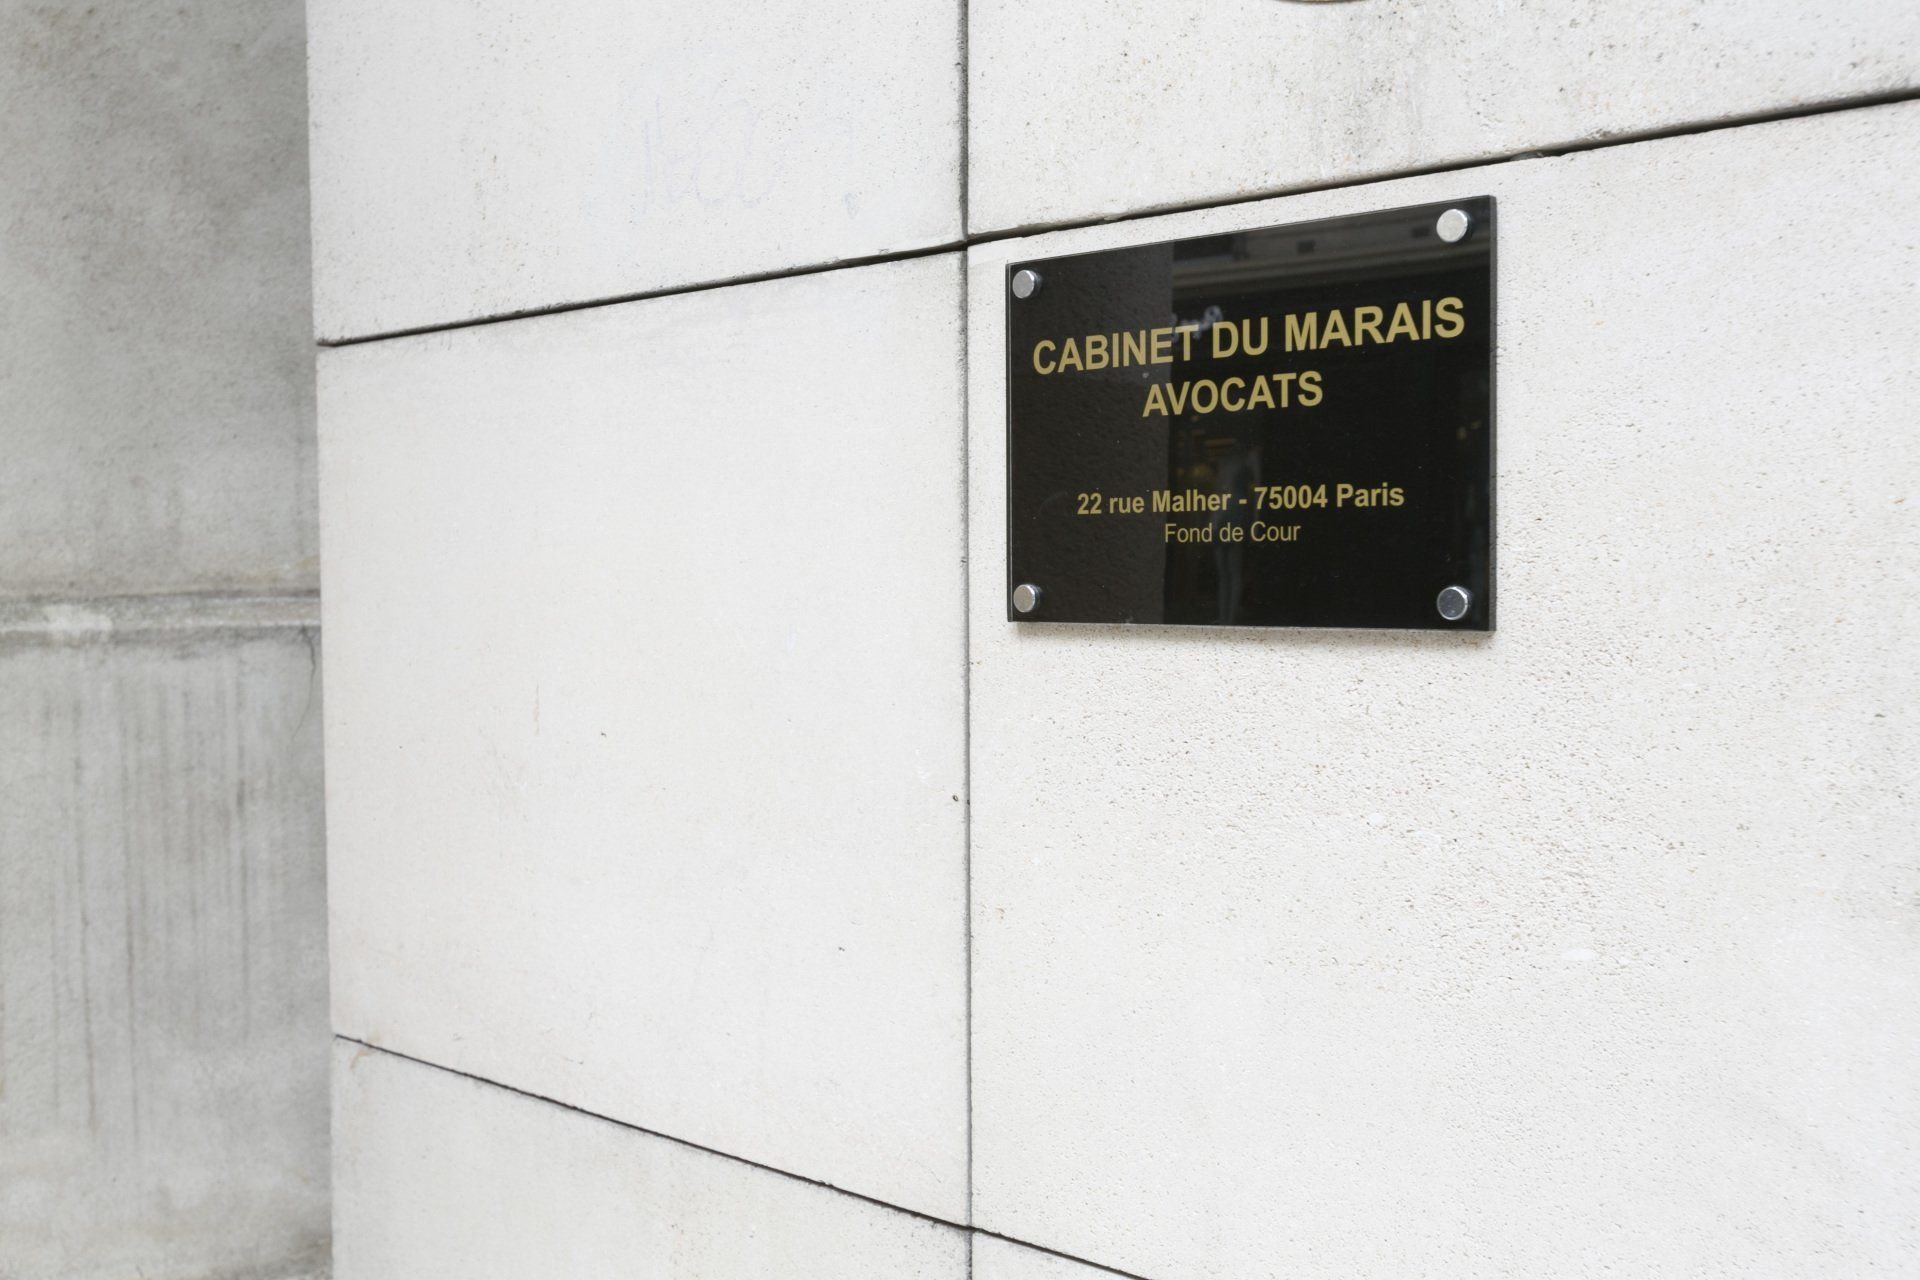 CABINET DU MARAIS
AVOCATS
22 rue Malher - 75004 Paris
Fond de Cour